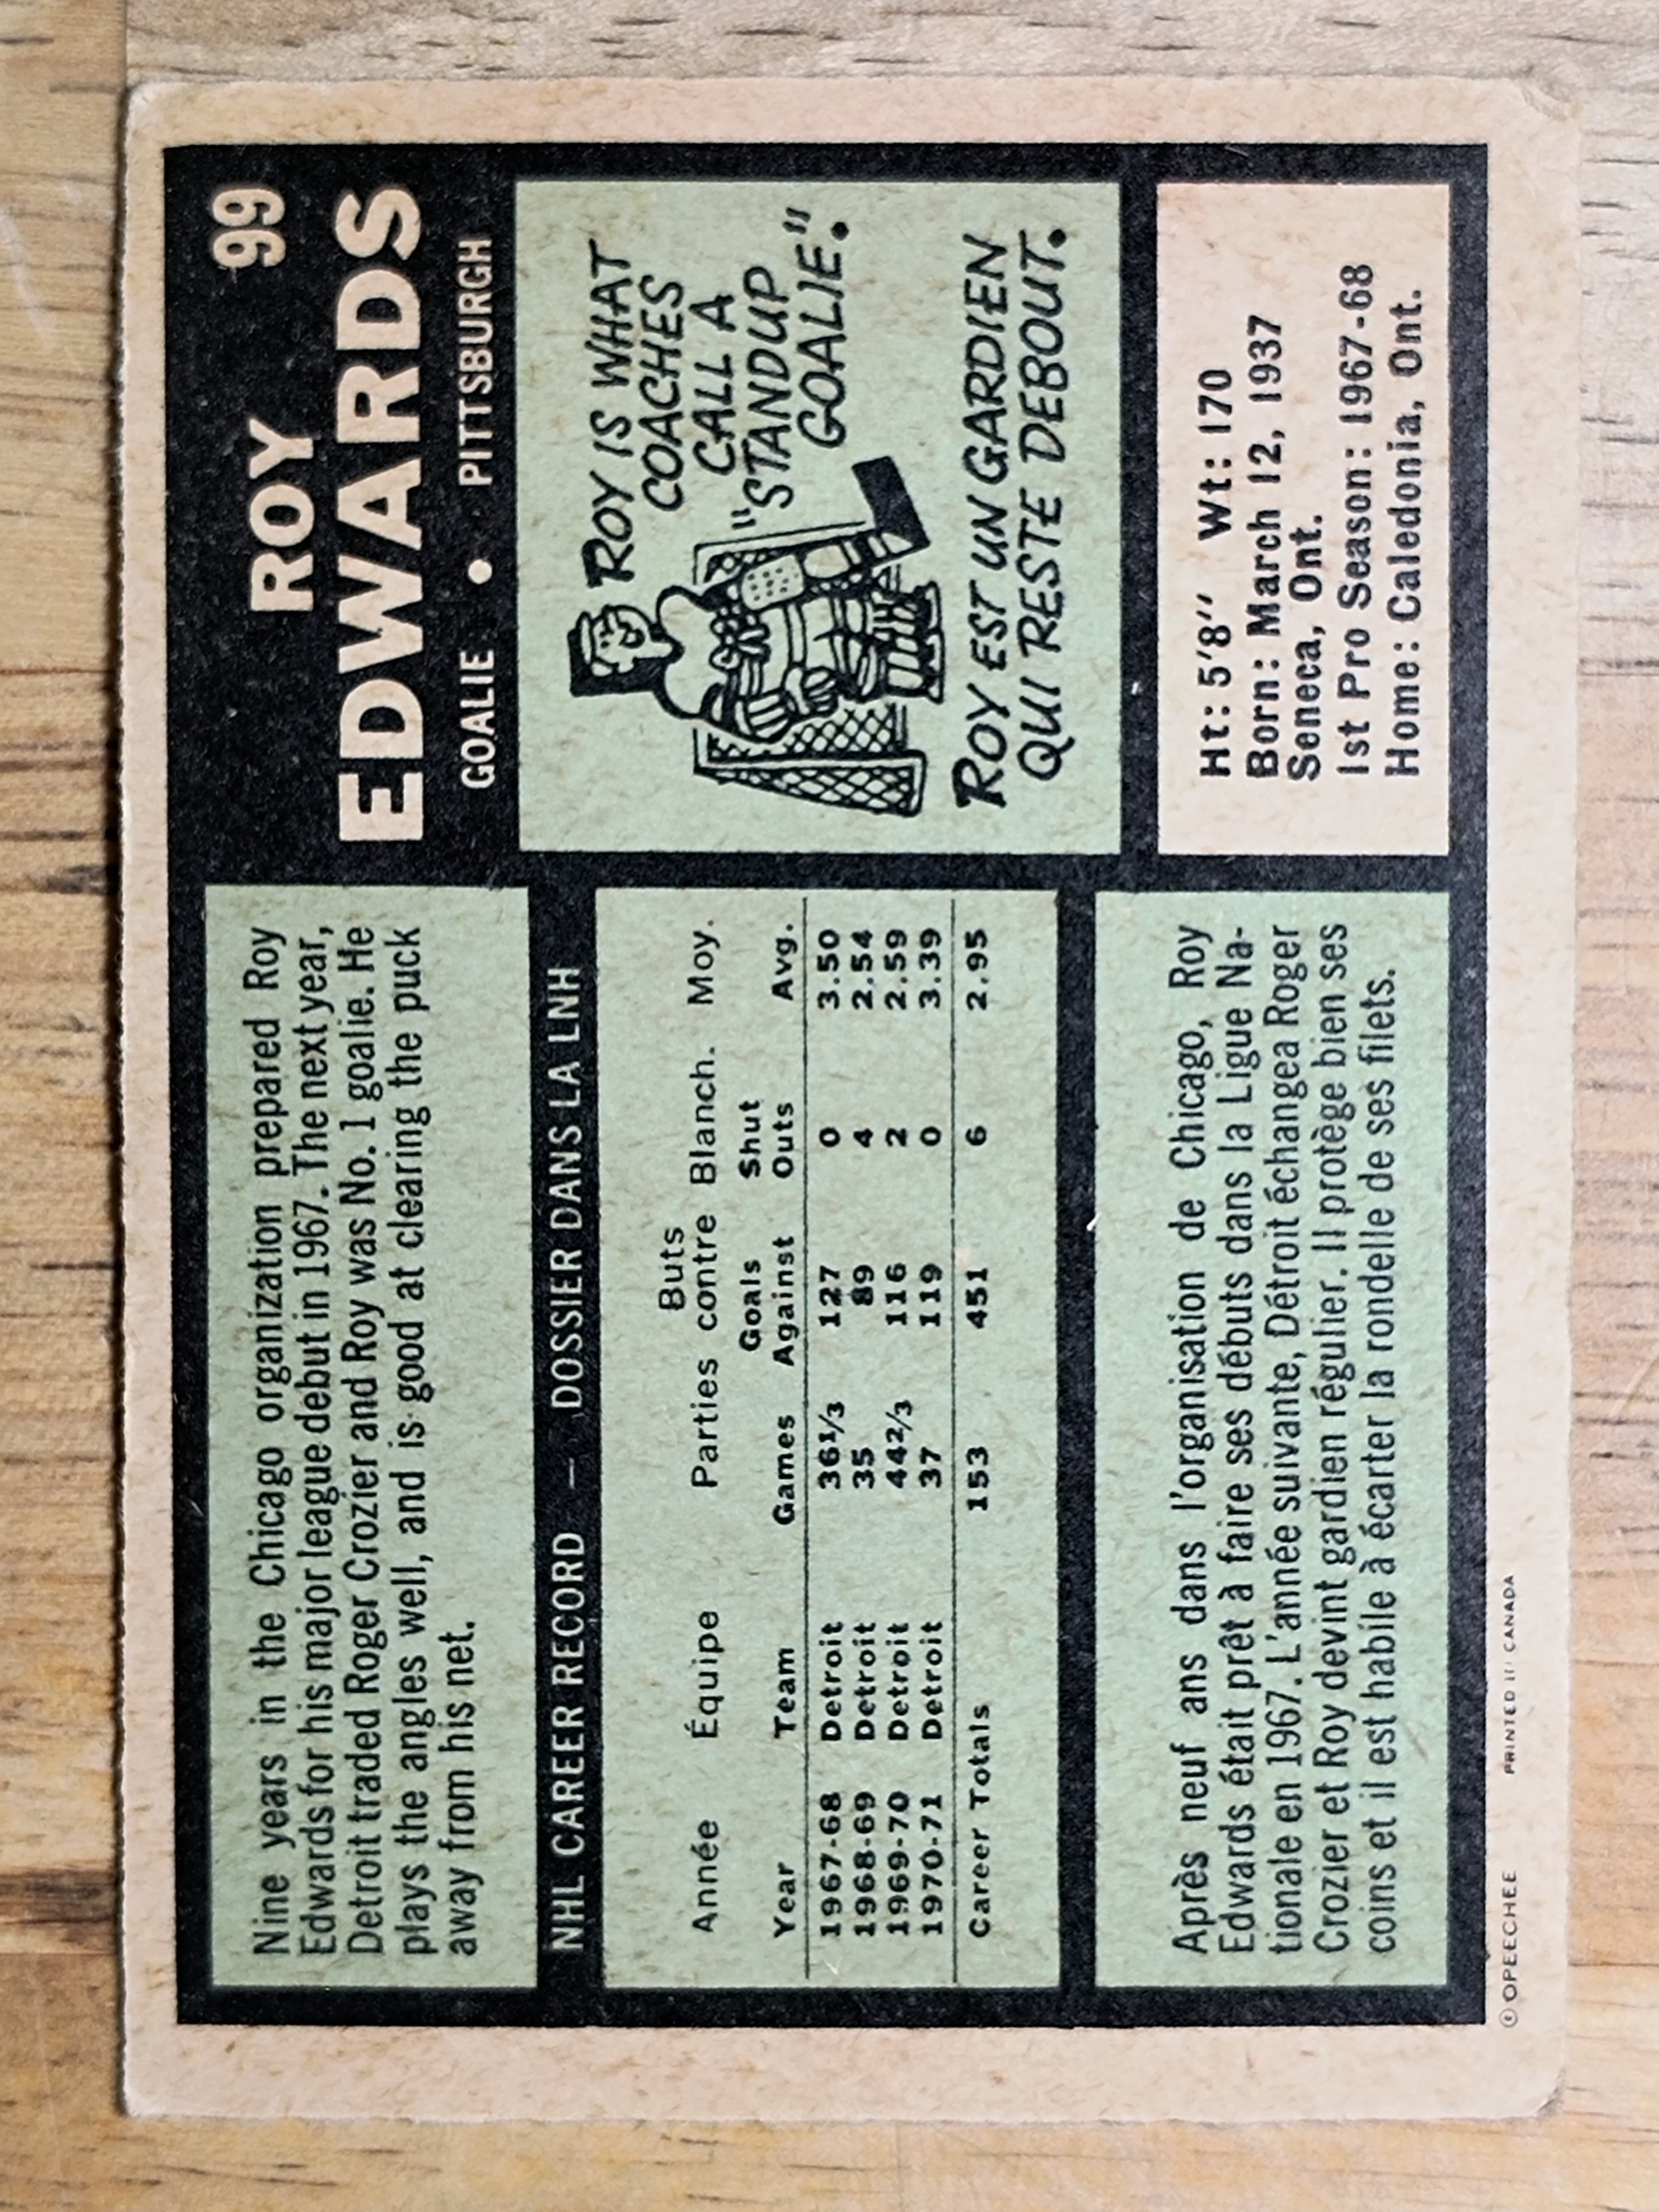 Nine years in the Chicago organization prepared Roy
Edwards for his major league debut in 1967. The next year,
Detroit traded Roger Crozier and Roy was No. 1 goalie. He
plays the angles well, and is good at clearing the puck
away from his net.
ROY 99
EDWARDS
GOALIE • PITTSBURGH
NHL CAREER RECORD — DOSSIER DANS LA LNH
Buts
Année Équipe Parties contre Blanch. Moy.
Goals Shut
Year Team Games Against Outs Avg.
1967-68 Detroit 36⅓ 127 0 3.50
1968-69 Detroit 35 89 4 2.54
1969-70 Detroit 44⅔ 116 2 2.59
1970-71 Detroit 37 119 0 3.39
Career Totals 153 451 6 2.95
ROY IS WHAT
COACHES
CALL A
"STANDUP
GOALIE".
ROY EST UN GARDIEN
QUI RESTE DEBOUT.
Après neuf ans dans l'organisation de Chicago, Roy
Edwards était prêt à faire ses débuts dans la Ligue Na-
tionale en 1967. L'année suivante, Détroit échangea Roger
Crozier et Roy devint gardien régulier. Il protège bien ses
coins et il est habile à écarter la rondelle de ses filets.
Ht: 5'8" Wt: 170
Born: March 12, 1937
Seneca, Ont.
1st Pro Season: 1967-68
Home: Caledonia, Ont.
© OPEECHEE PRINTED IN CANADA